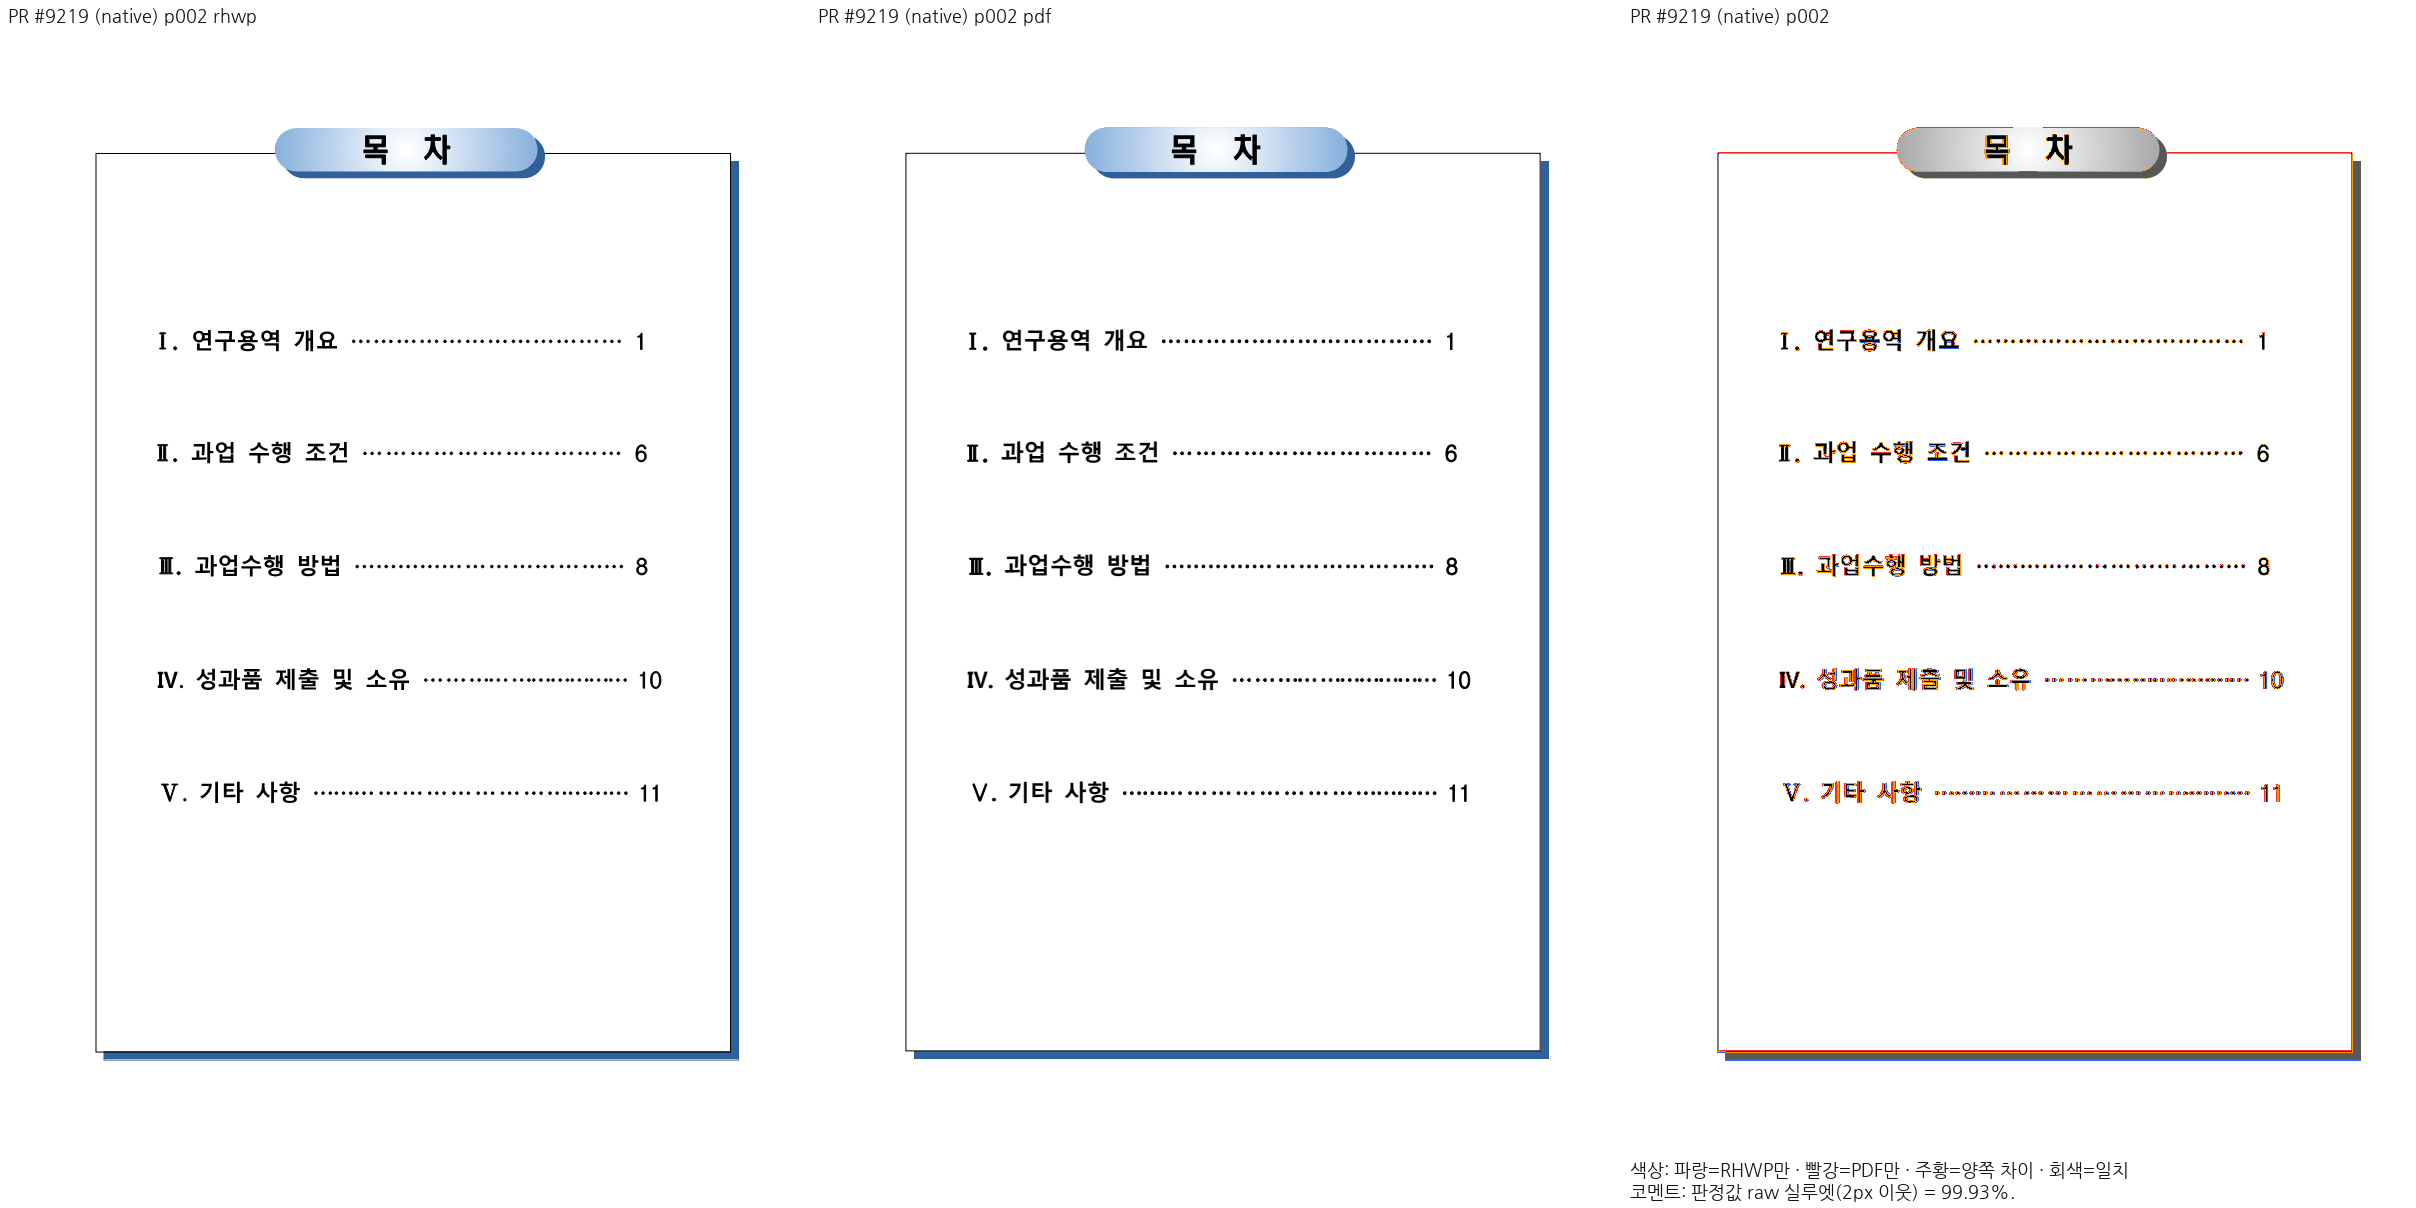 PR #9219 (native) p002 rhwp
목 차
Ⅰ. 연구용역 개요 ……………………………… 1
Ⅱ. 과업 수행 조건 …………………………… 6
Ⅲ. 과업수행 방법 ……………………………… 8
Ⅳ. 성과품 제출 및 소유 ………………………… 10
Ⅴ. 기타 사항 …………………………………… 11
PR #9219 (native) p002 pdf
목 차
Ⅰ. 연구용역 개요 ……………………………… 1
Ⅱ. 과업 수행 조건 …………………………… 6
Ⅲ. 과업수행 방법 ……………………………… 8
Ⅳ. 성과품 제출 및 소유 ………………………… 10
Ⅴ. 기타 사항 …………………………………… 11
PR #9219 (native) p002
목 차
Ⅰ. 연구용역 개요 ……………………………… 1
Ⅱ. 과업 수행 조건 …………………………… 6
Ⅲ. 과업수행 방법 ……………………………… 8
Ⅳ. 성과품 제출 및 소유 ………………………… 10
Ⅴ. 기타 사항 …………………………………… 11
색상: 파랑=RHWP만 · 빨강=PDF만 · 주황=양쪽 차이 · 회색=일치
코멘트: 판정값 raw 실루엣(2px 이웃) = 99.93%.